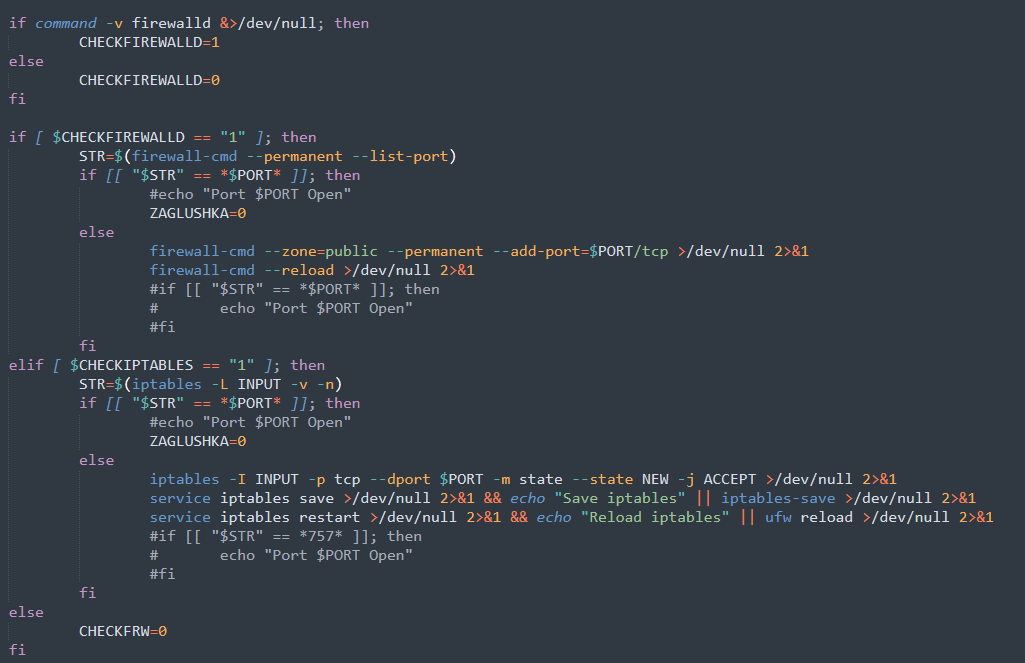 if command -v firewalld &>/dev/null; then
        CHECKFIREWALLD=1
else
        CHECKFIREWALLD=0
fi

if [ $CHECKFIREWALLD == "1" ]; then
        STR=$(firewall-cmd --permanent --list-port)
        if [[ "$STR" == *$PORT* ]]; then
                #echo "Port $PORT Open"
                ZAGLUSHKA=0
        else
                firewall-cmd --zone=public --permanent --add-port=$PORT/tcp >/dev/null 2>&1
                firewall-cmd --reload >/dev/null 2>&1
                #if [[ "$STR" == *$PORT* ]]; then
                #       echo "Port $PORT Open"
                #fi
        fi
elif [ $CHECKIPTABLES == "1" ]; then
        STR=$(iptables -L INPUT -v -n)
        if [[ "$STR" == *$PORT* ]]; then
                #echo "Port $PORT Open"
                ZAGLUSHKA=0
        else
                iptables -I INPUT -p tcp --dport $PORT -m state --state NEW -j ACCEPT >/dev/null 2>&1
                service iptables save >/dev/null 2>&1 && echo "Save iptables" || iptables-save >/dev/null 2>&1
                service iptables restart >/dev/null 2>&1 && echo "Reload iptables" || ufw reload >/dev/null 2>&1
                #if [[ "$STR" == *757* ]]; then
                #       echo "Port $PORT Open"
                #fi
        fi
else
        CHECKFRW=0
fi